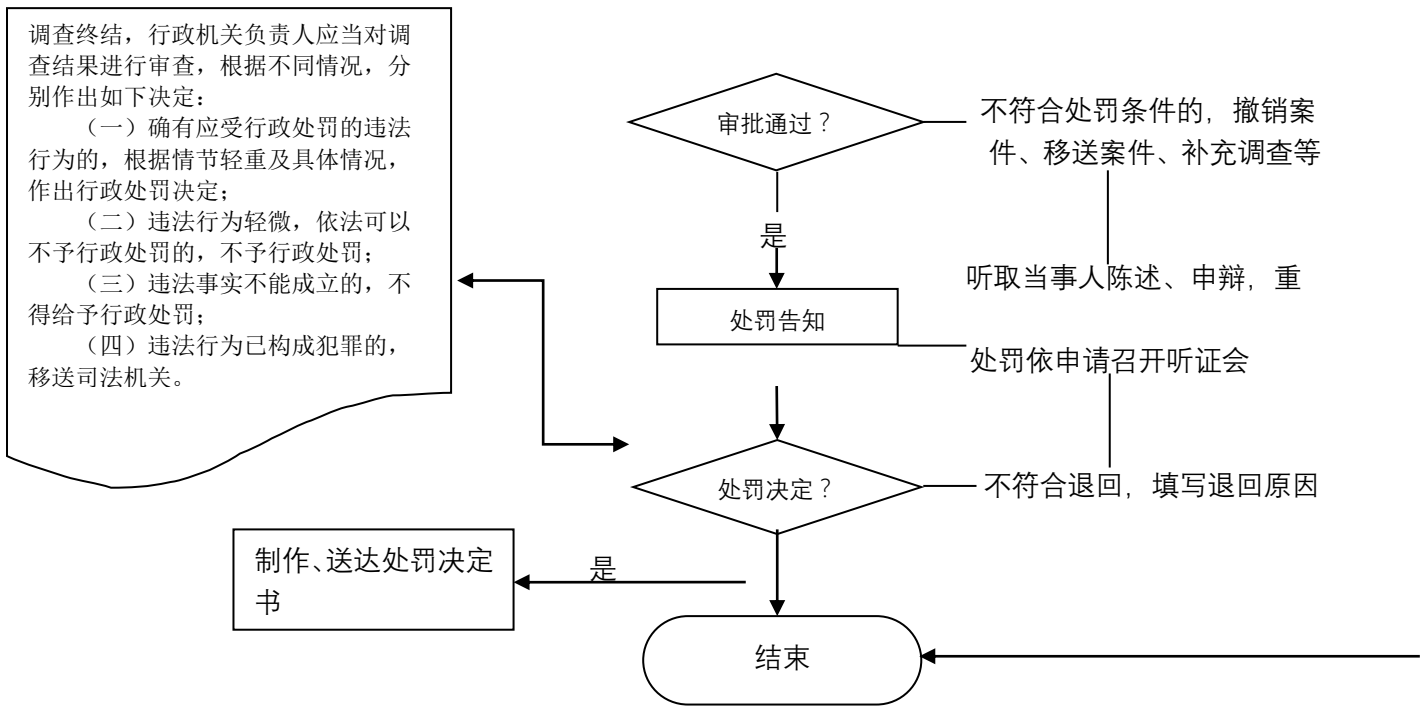 调查终结，行政机关负责人应当对调
查结果进行审查，根据不同情况，分
别作出如下决定：
（一）确有应受行政处罚的违法
行为的，根据情节轻重及具体情况，
作出行政处罚决定；
（二）违法行为轻微，依法可以
不予行政处罚的，不予行政处罚；
（三）违法事实不能成立的，不
得给予行政处罚；
（四）违法行为已构成犯罪的，
移送司法机关。
审批通过？
不符合处罚条件的，撤销案
件、移送案件、补充调查等
是
听取当事人陈述、申辩，重
处罚告知
处罚依申请召开听证会
处罚决定？
不符合退回，填写退回原因
制作、送达处罚决定
书
是
结束